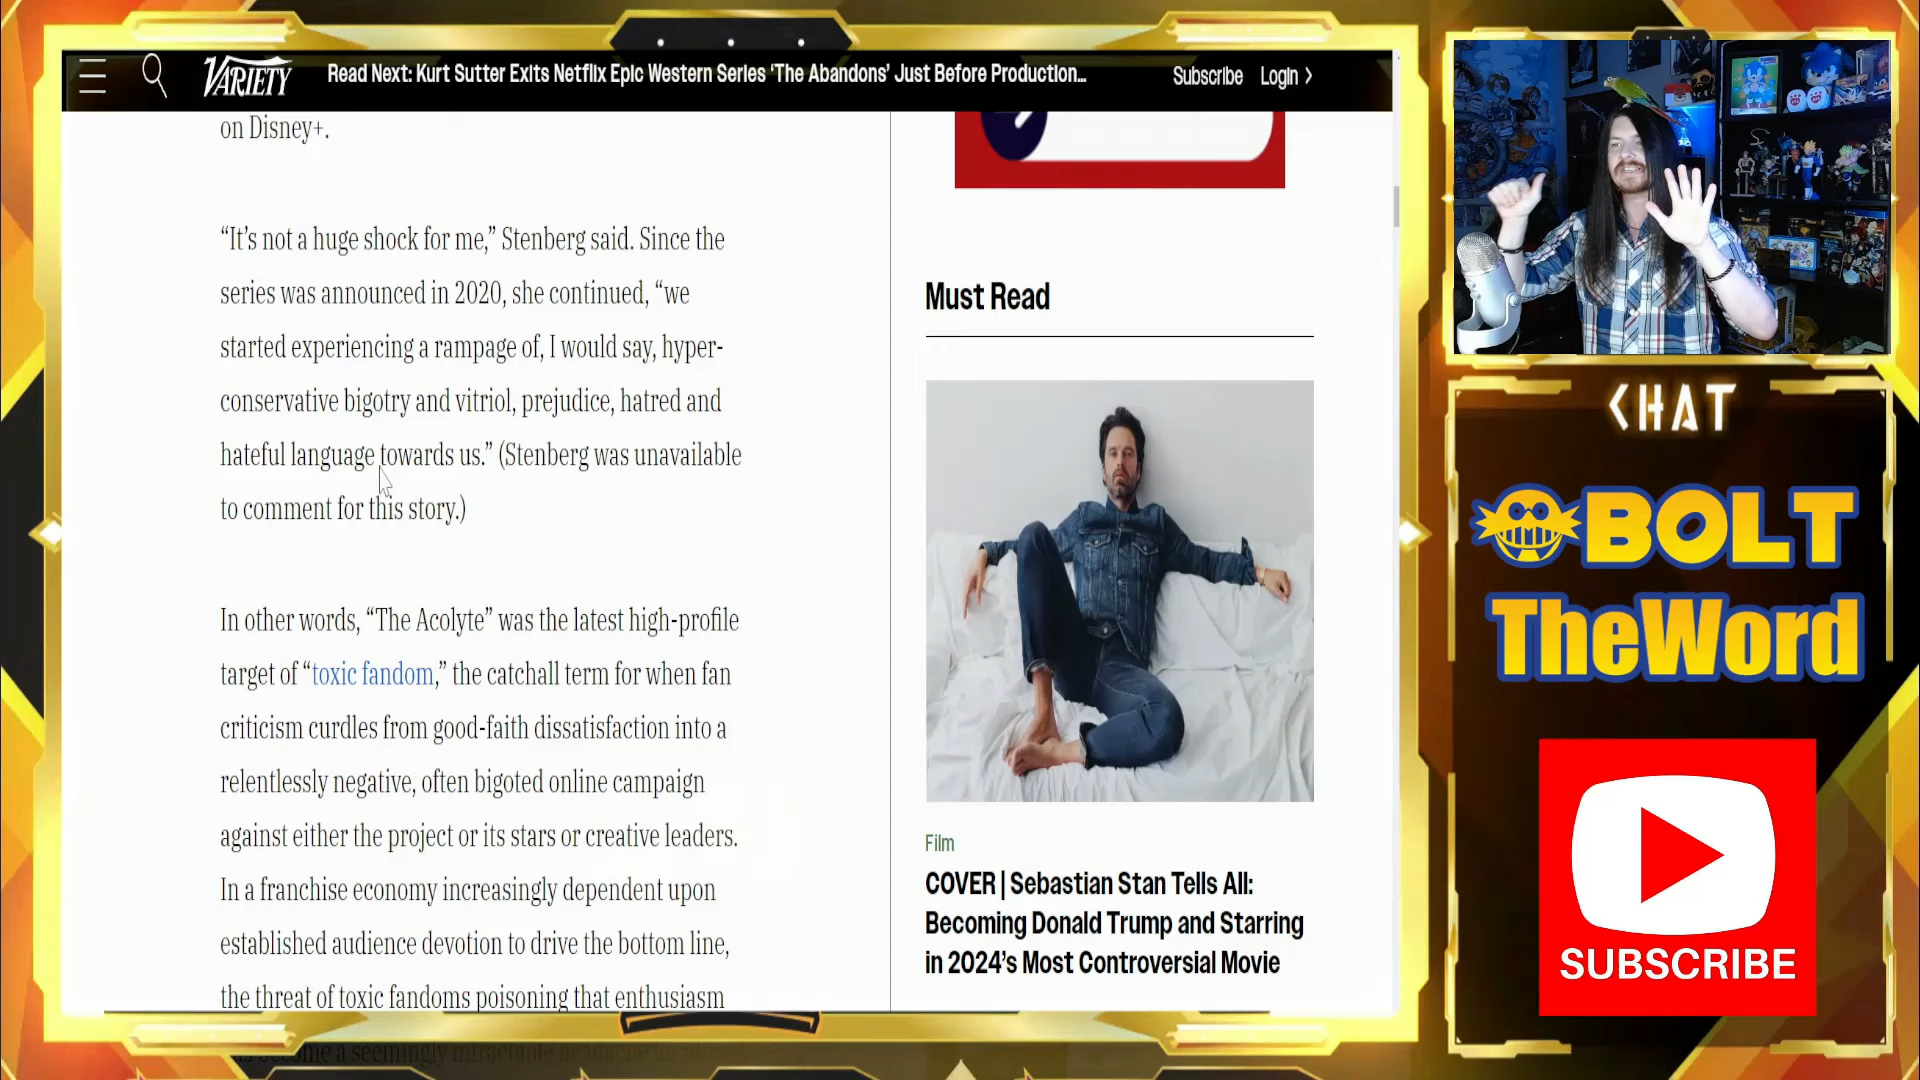 VARIETY
Read Next: Kurt Sutter Exits Netflix Epic Western Series ‘The Abandons’ Just Before Production...
Subscribe
Login
on Disney+.
“It’s not a huge shock for me,” Stenberg said. Since the
series was announced in 2020, she continued, “we
started experiencing a rampage of, I would say, hyper-
conservative bigotry and vitriol, prejudice, hatred and
hateful language towards us.” (Stenberg was unavailable
to comment for this story.)
In other words, “The Acolyte” was the latest high-profile
target of “toxic fandom,” the catchall term for when fan
criticism curdles from good-faith dissatisfaction into a
relentlessly negative, often bigoted online campaign
against either the project or its stars or creative leaders.
In a franchise economy increasingly dependent upon
established audience devotion to drive the bottom line,
the threat of toxic fandoms poisoning that enthusiasm
become a seemingly intractable headache
Must Read
Film
COVER | Sebastian Stan Tells All:
Becoming Donald Trump and Starring
in 2024’s Most Controversial Movie
CHAT
BOLT
TheWord
SUBSCRIBE